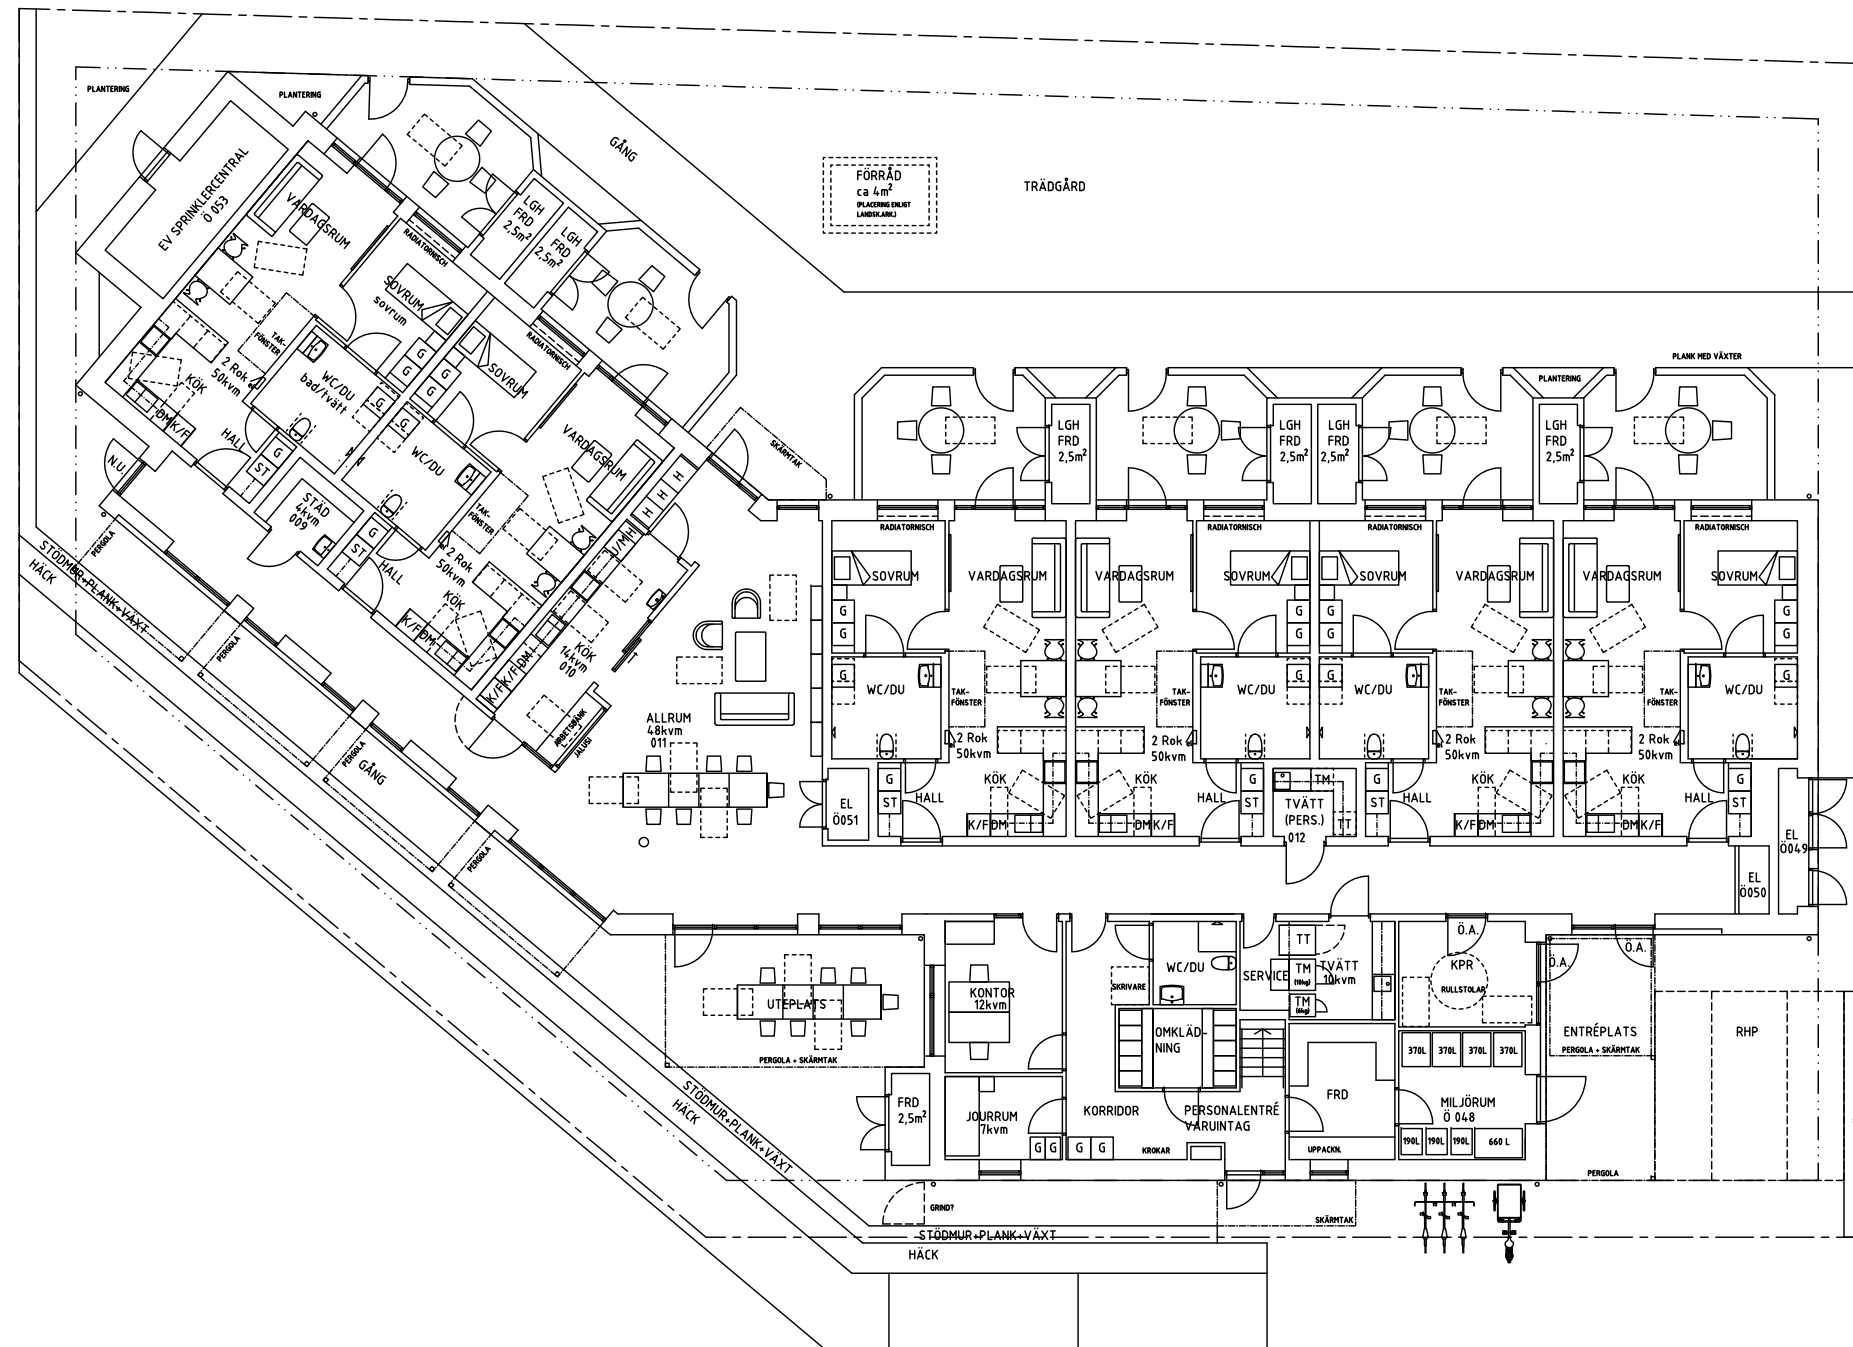 PLANTERING
PLANTERING
GÅNG
FÖRRÅD
ca 4m²
(PLACERING ENLIGT
LANDSK.ARK.)
TRÄDGÅRD
EV SPRINKLERCENTRAL
Ö 053
VARDAGSRUM
RADIATORNISCH
LGH
FRD
2,5m²
LGH
FRD
2,5m²
SOVRUM
sovrum
TAK-
FÖNSTER
2 Rok
50kvm
KÖK
DM
K/F
WC/DU
bad/tvätt
G
G
G
HALL
G
ST
N.U.
STÄD
4kvm
009
RADIATORNISCH
SOVRUM
G
G
G
WC/DU
VARDAGSRUM
TAK-
FÖNSTER
2 Rok
50kvm
G
ST
HALL
KÖK
K/F
DM
SKÄRMTAK
H
H
H
H
U/M
KÖK
14kvm
010
K/F
K/F
DM
TT
ARBETSBÄNK
JALUSI
ALLRUM
48kvm
011
PERGOLA
PERGOLA
PERGOLA
PERGOLA
GÅNG
STÖDMUR+PLANK+VÄXT
HÄCK
PLANK MED VÄXTER
PLANTERING
LGH
FRD
2,5m²
LGH
FRD
2,5m²
LGH
FRD
2,5m²
LGH
FRD
2,5m²
RADIATORNISCH
RADIATORNISCH
RADIATORNISCH
RADIATORNISCH
SOVRUM
VARDAGSRUM
VARDAGSRUM
SOVRUM
SOVRUM
VARDAGSRUM
VARDAGSRUM
SOVRUM
G
G
G
G
G
G
G
G
G
WC/DU
TAK-
FÖNSTER
TAK-
FÖNSTER
WC/DU
G
G
WC/DU
TAK-
FÖNSTER
TAK-
FÖNSTER
WC/DU
G
2 Rok
50kvm
2 Rok
50kvm
2 Rok
50kvm
2 Rok
50kvm
EL
Ö051
G
ST
HALL
KÖK
K/F
DM
KÖK
DM
K/F
HALL
G
ST
TM
TVÄTT
(PERS.)
012
TT
G
ST
HALL
KÖK
K/F
DM
KÖK
DM
K/F
HALL
G
ST
EL
Ö049
EL
Ö050
UTEPLATS
PERGOLA + SKÄRMTAK
KONTOR
12kvm
SKRIVARE
WC/DU
SERVICE
TT
TM
(10kg)
TM
(6kg)
TVÄTT
10kvm
Ö.A.
KPR
RULLSTOLAR
Ö.A.
Ö.A.
ENTRÉPLATS
PERGOLA + SKÄRMTAK
RHP
OMKLÄD-
NING
370L
370L
370L
370L
FRD
2,5m²
JOURRUM
7kvm
G
G
G
G
KORRIDOR
KROKAR
PERSONALENTRÉ
VARUINTAG
FRD
UPPACKN.
MILJÖRUM
Ö 048
190L
190L
190L
660 L
PERGOLA
STÖDMUR+PLANK+VÄXT
HÄCK
GRIND?
SKÄRMTAK
STÖDMUR+PLANK+VÄXT
HÄCK